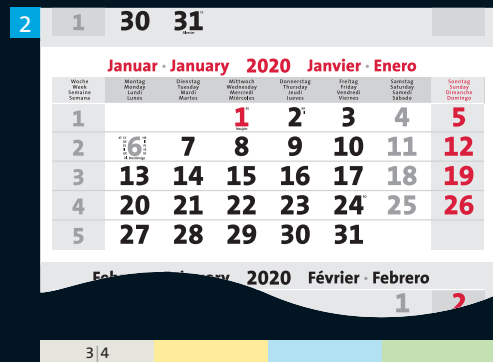 2
1 30 31
Januar · January 2020 Janvier · Enero
Woche Montag Dienstag Mittwoch Donnerstag Freitag Samstag Sonntag
Week Monday Tuesday Wednesday Thursday Friday Saturday Sunday
Semaine Lundi Mardi Mercredi Jeudi Vendredi Samedi Dimanche
Semana Lunes Martes Miércoles Jueves Viernes Sábado Domingo
1 1 2 3 4 5
2 6 7 8 9 10 11 12
3 13 14 15 16 17 18 19
4 20 21 22 23 24 25 26
5 27 28 29 30 31
2020 Février · Febrero
1 2
3|4